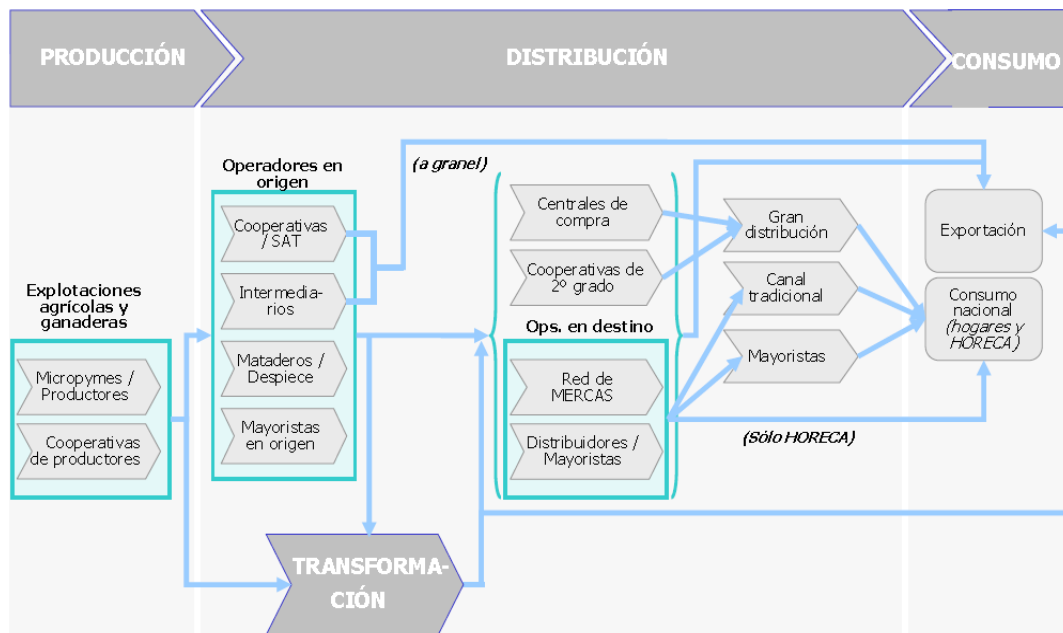 PRODUCCIÓN
DISTRIBUCIÓN
CONSUMO
Operadores en
origen
(a granel)
Cooperativas
/ SAT
Intermedia-
rios
Mataderos /
Despiece
Mayoristas
en origen
Explotaciones
agrícolas y
ganaderas
Micropymes /
Productores
Cooperativas
de productores
Centrales de
compra
Cooperativas de
2º grado
Ops. en destino
Red de
MERCAS
Distribuidores /
Mayoristas
Gran
distribución
Canal
tradicional
Mayoristas
(Sólo HORECA)
Exportación
Consumo
nacional
(hogares y
HORECA)
TRANSFORMA-
CIÓN